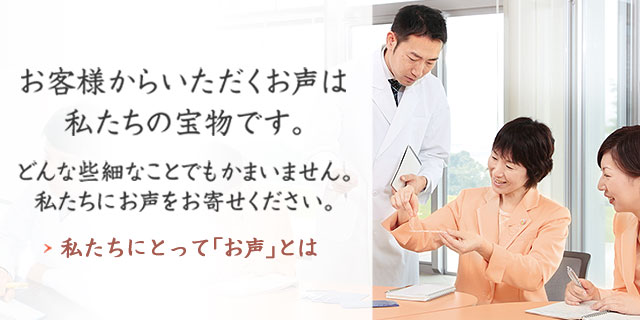 お客様からいただくお声は
私たちの宝物です。
どんな些細なことでもかまいません。
私たちにお声をお寄せください。
私たちにとって「お声」とは